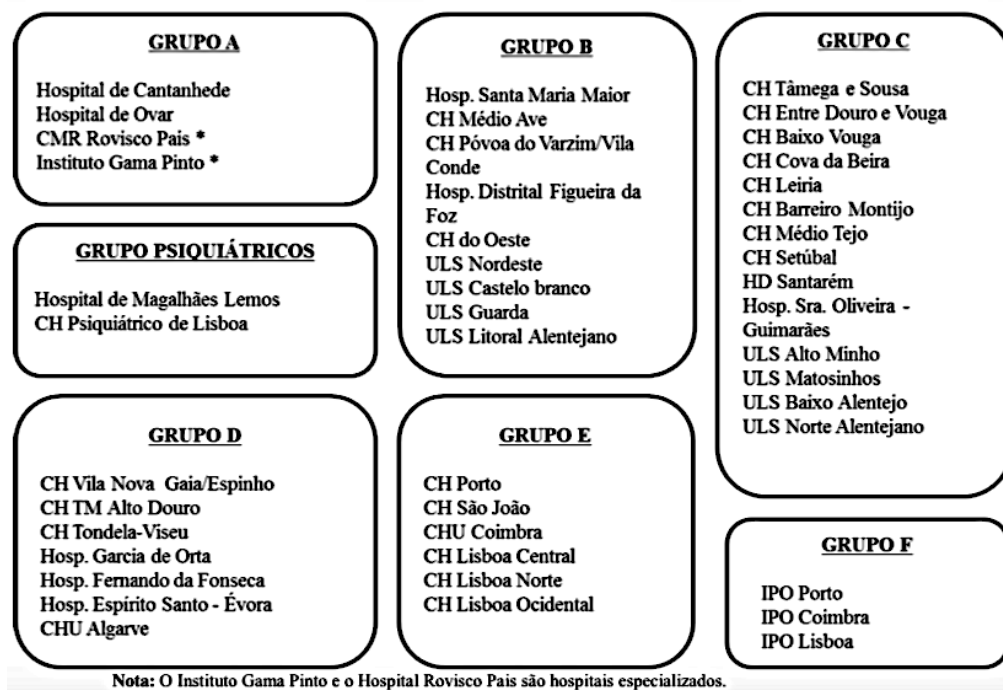 GRUPO A
Hospital de Cantanhede
Hospital de Ovar
CMR Rovisco Pais *
Instituto Gama Pinto *
GRUPO PSIQUIÁTRICOS
Hospital de Magalhães Lemos
CH Psiquiátrico de Lisboa
GRUPO B
Hosp. Santa Maria Maior
CH Médio Ave
CH Póvoa do Varzim/Vila
Conde
Hosp. Distrital Figueira da
Foz
CH do Oeste
ULS Nordeste
ULS Castelo branco
ULS Guarda
ULS Litoral Alentejano
GRUPO C
CH Tâmega e Sousa
CH Entre Douro e Vouga
CH Baixo Vouga
CH Cova da Beira
CH Leiria
CH Barreiro Montijo
CH Médio Tejo
CH Setúbal
HD Santarém
Hosp. Sra. Oliveira -
Guimarães
ULS Alto Minho
ULS Matosinhos
ULS Baixo Alentejo
ULS Norte Alentejano
GRUPO D
CH Vila Nova Gaia/Espinho
CH TM Alto Douro
CH Tondela-Viseu
Hosp. Garcia de Orta
Hosp. Fernando da Fonseca
Hosp. Espírito Santo - Évora
CHU Algarve
GRUPO E
CH Porto
CH São João
CHU Coimbra
CH Lisboa Central
CH Lisboa Norte
CH Lisboa Ocidental
GRUPO F
IPO Porto
IPO Coimbra
IPO Lisboa
Nota: O Instituto Gama Pinto e o Hospital Rovisco Pais são hospitais especializados.